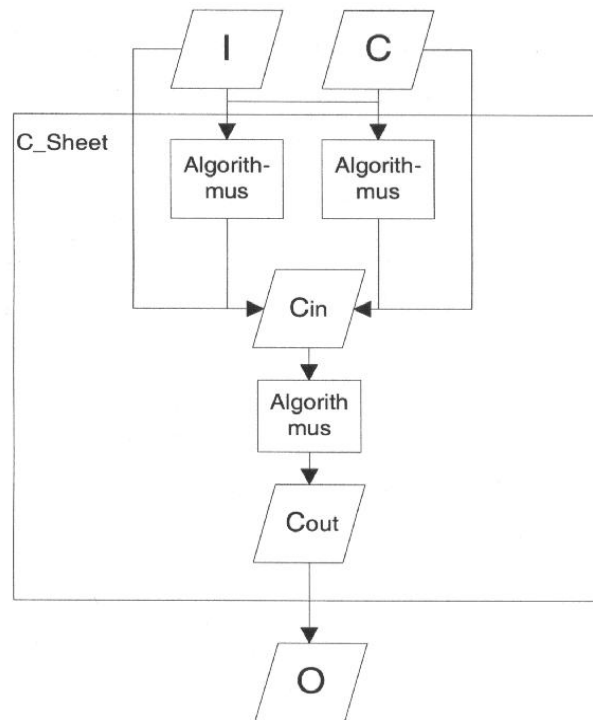 I
C
C_Sheet
Algorith-
mus
Algorith-
mus
Cin
Algorith
mus
Cout
O